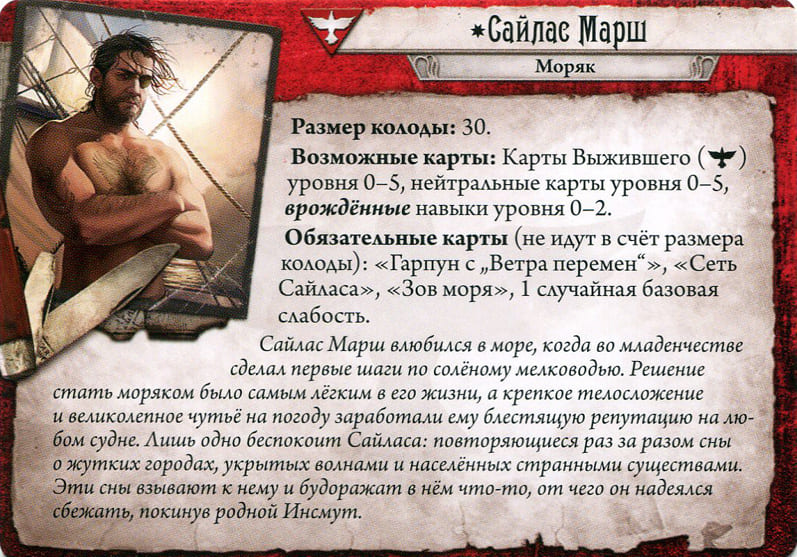 ✷Сайлас Марш
Моряк
Размер колоды: 30.
Возможные карты: Карты Выжившего ( )
уровня 0–5, нейтральные карты уровня 0–5,
врождённые навыки уровня 0–2.
Обязательные карты (не идут в счёт размера
колоды): «Гарпун с „Ветра перемен“», «Сеть
Сайласа», «Зов моря», 1 случайная базовая
слабость.
Сайлас Марш влюбился в море, когда во младенчестве
сделал первые шаги по солёному мелководью. Решение
стать моряком было самым лёгким в его жизни, а крепкое телосложение
и великолепное чутьё на погоду заработали ему блестящую репутацию на лю-
бом судне. Лишь одно беспокоит Сайласа: повторяющиеся раз за разом сны
о жутких городах, укрытых волнами и населённых странными существами.
Эти сны взывают к нему и будоражат в нём что-то, от чего он надеялся
сбежать, покинув родной Инсмут.